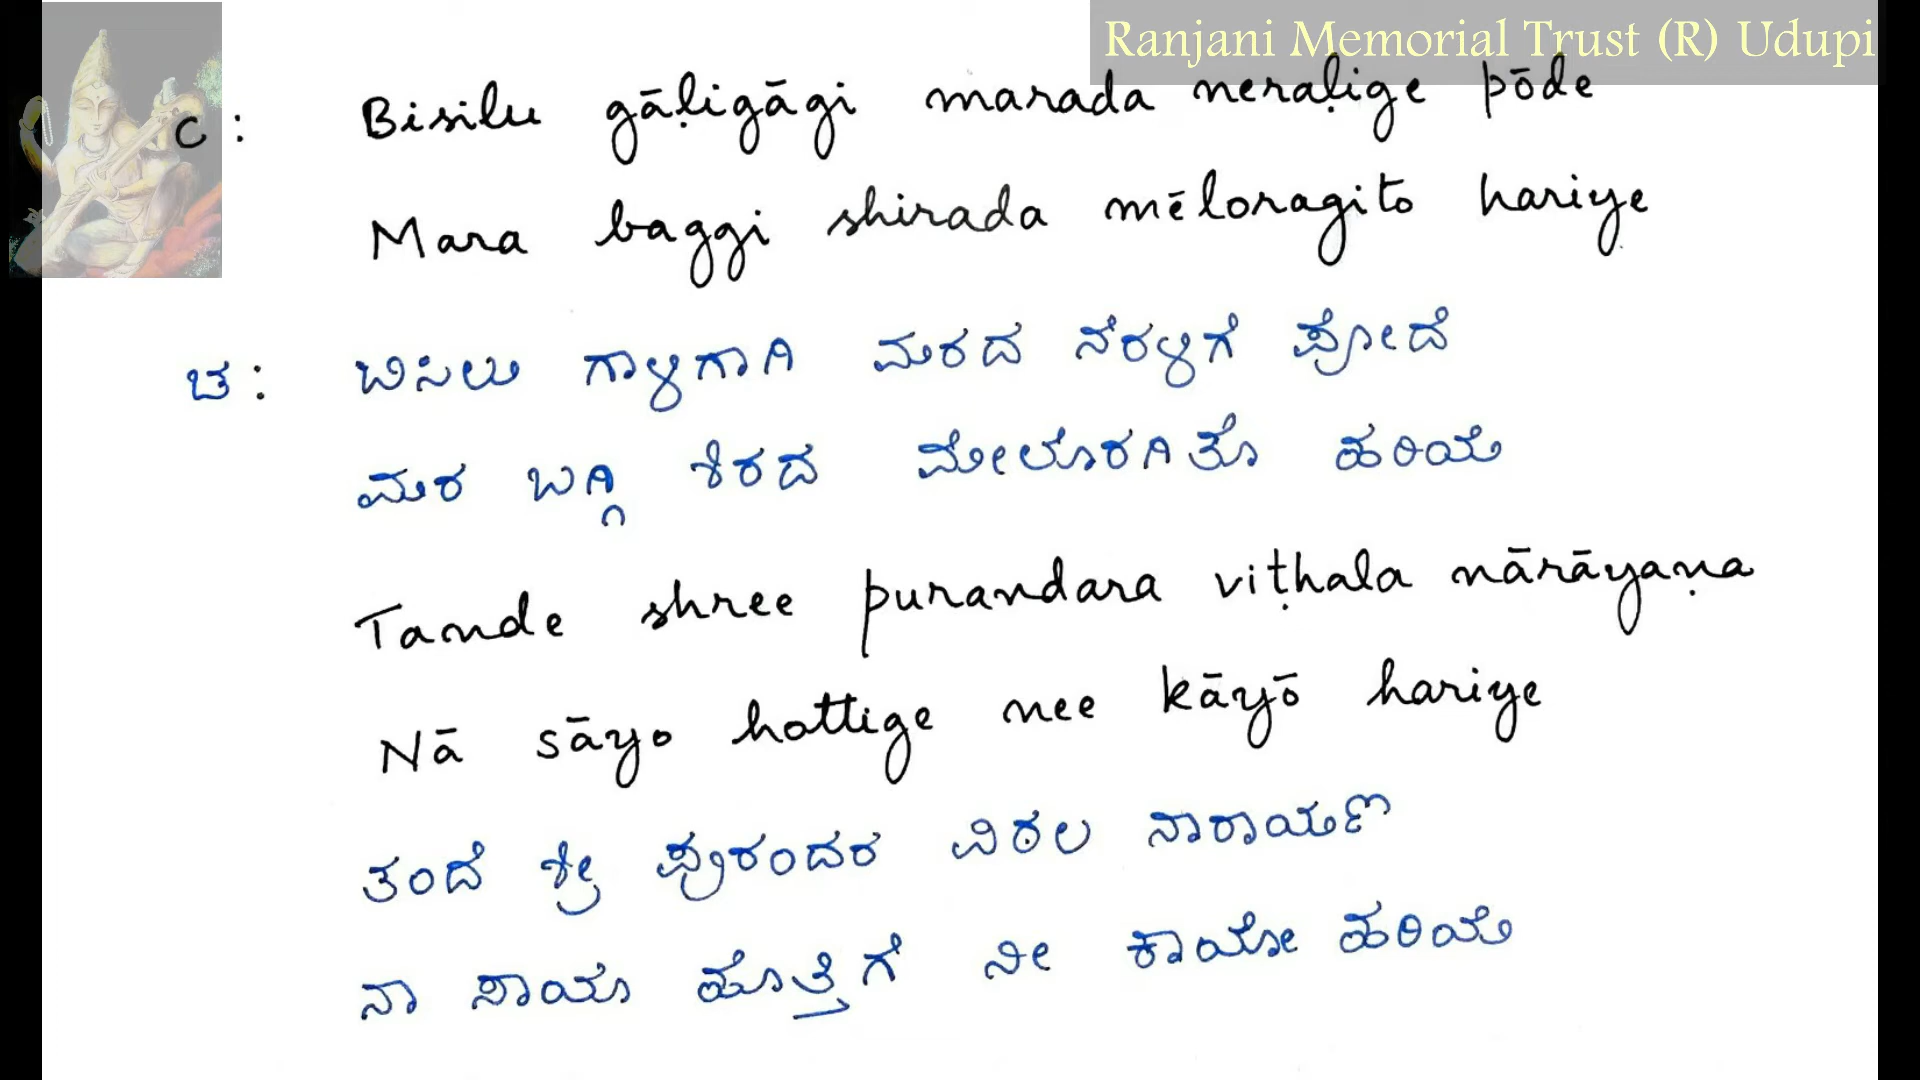 Ranjani Memorial Trust (R) Udupi
C : Bisilu gāḷigāgi marada neraḷige pōde
Mara baggi shirada mēloragito hariye
ಚ : ಬಿಸಿಲು ಗಾಳಿಗಾಗಿ ಮರದ ನೆರಳಿಗೆ ಪೋದೆ
ಮರ ಬಗ್ಗಿ ಶಿರದ ಮೇಲೊರಗಿತೊ ಹರಿಯೆ
Tande shree purandara viṭhala nārāyaṇa
Nā sāyo hottige nee kāyō hariye
ತಂದೆ ಶ್ರೀ ಪುರಂದರ ವಿಠಲ ನಾರಾಯಣ
ನಾ ಸಾಯೊ ಹೊತ್ತಿಗೆ ನೀ ಕಾಯೋ ಹರಿಯೆ